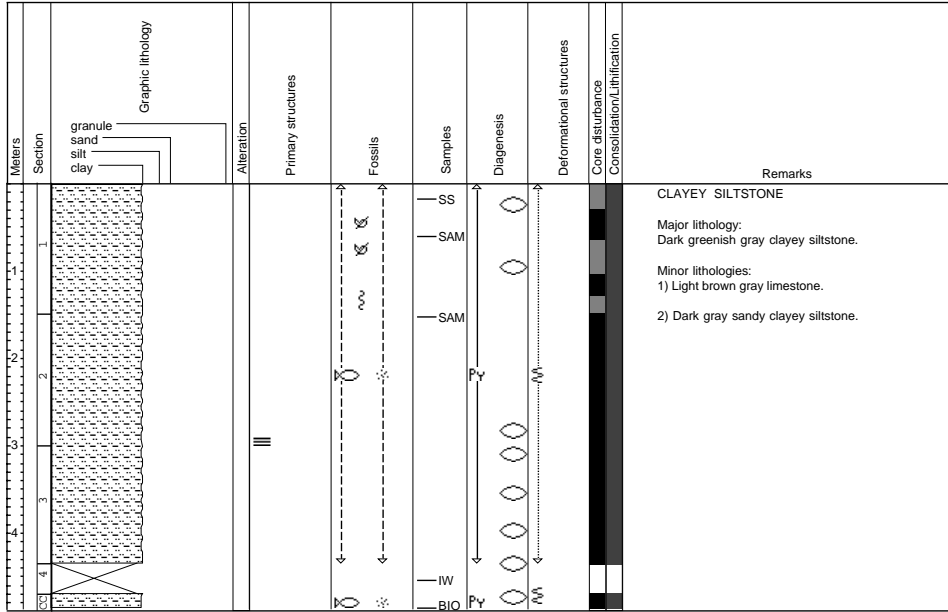 Meters
Section
Graphic lithology
granule
sand
silt
clay
Alteration
Primary structures
Fossils
Samples
Diagenesis
Deformational structures
Core disturbance
Consolidation/Lithification
Remarks
1
2
3
4
CC
1
2
3
4
SS
SAM
SAM
IW
BIO
Py
Py
CLAYEY SILTSTONE
Major lithology:
Dark greenish gray clayey siltstone.
Minor lithologies:
1) Light brown gray limestone.
2) Dark gray sandy clayey siltstone.